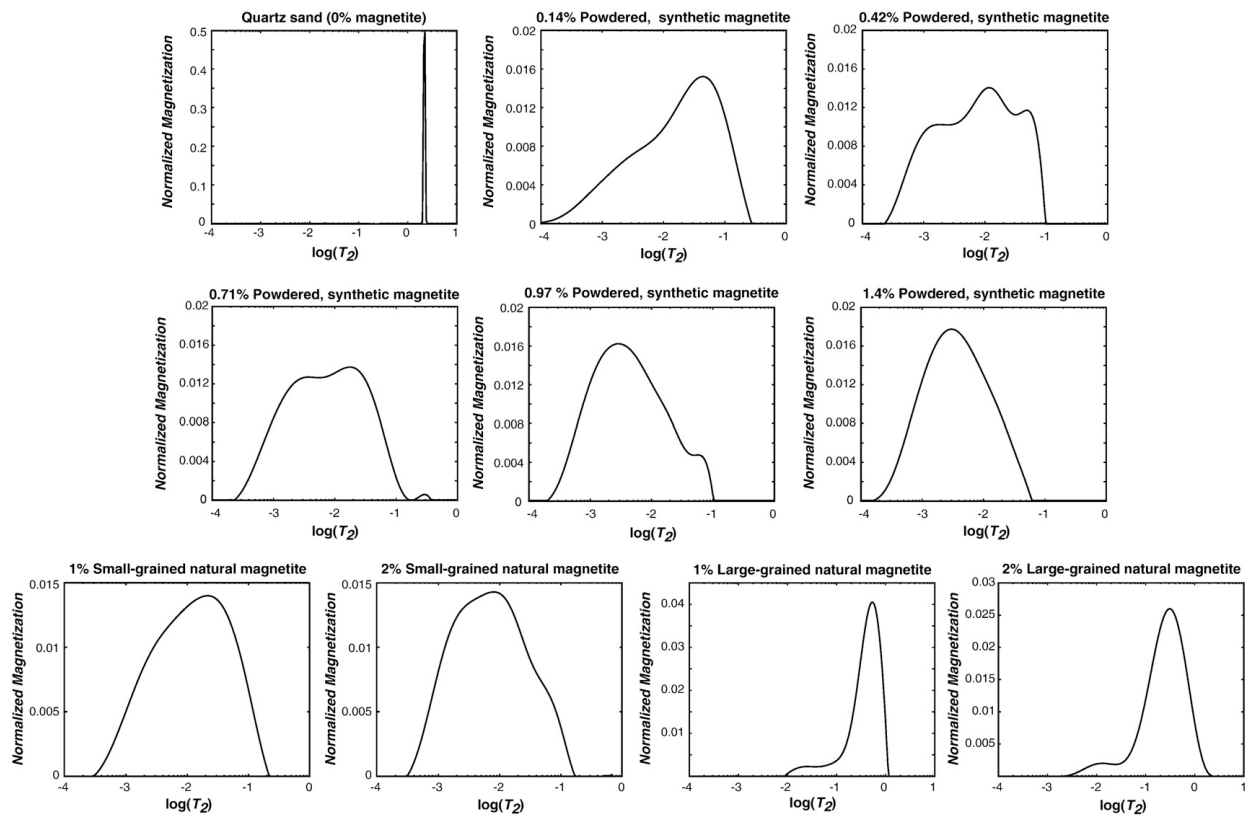 Quartz sand (0% magnetite)
Normalized Magnetization
0.5
0.4
0.3
0.2
0.1
0
-4 -3 -2 -1 0 1
log(T2)
0.14% Powdered, synthetic magnetite
Normalized Magnetization
0.02
0.016
0.012
0.008
0.004
0
-4 -3 -2 -1 0
log(T2)
0.42% Powdered, synthetic magnetite
Normalized Magnetization
0.02
0.016
0.012
0.008
0.004
0
-4 -3 -2 -1 0
log(T2)
0.71% Powdered, synthetic magnetite
Normalized Magnetization
0.02
0.016
0.012
0.008
0.004
0
-4 -3 -2 -1 0
log(T2)
0.97 % Powdered, synthetic magnetite
Normalized Magnetization
0.02
0.016
0.012
0.008
0.004
0
-4 -3 -2 -1 0
log(T2)
1.4% Powdered, synthetic magnetite
Normalized Magnetization
0.02
0.016
0.012
0.008
0.004
0
-4 -3 -2 -1 0
log(T2)
1% Small-grained natural magnetite
Normalized Magnetization
0.015
0.01
0.005
0
-4 -3 -2 -1 0
log(T2)
2% Small-grained natural magnetite
Normalized Magnetization
0.015
0.01
0.005
0
-4 -3 -2 -1 0
log(T2)
1% Large-grained natural magnetite
Normalized Magnetization
0.04
0.03
0.02
0.01
-4 -3 -2 -1 0 1
log(T2)
2% Large-grained natural magnetite
Normalized Magnetization
0.03
0.025
0.02
0.015
0.01
0.005
-4 -3 -2 -1 0 1
log(T2)